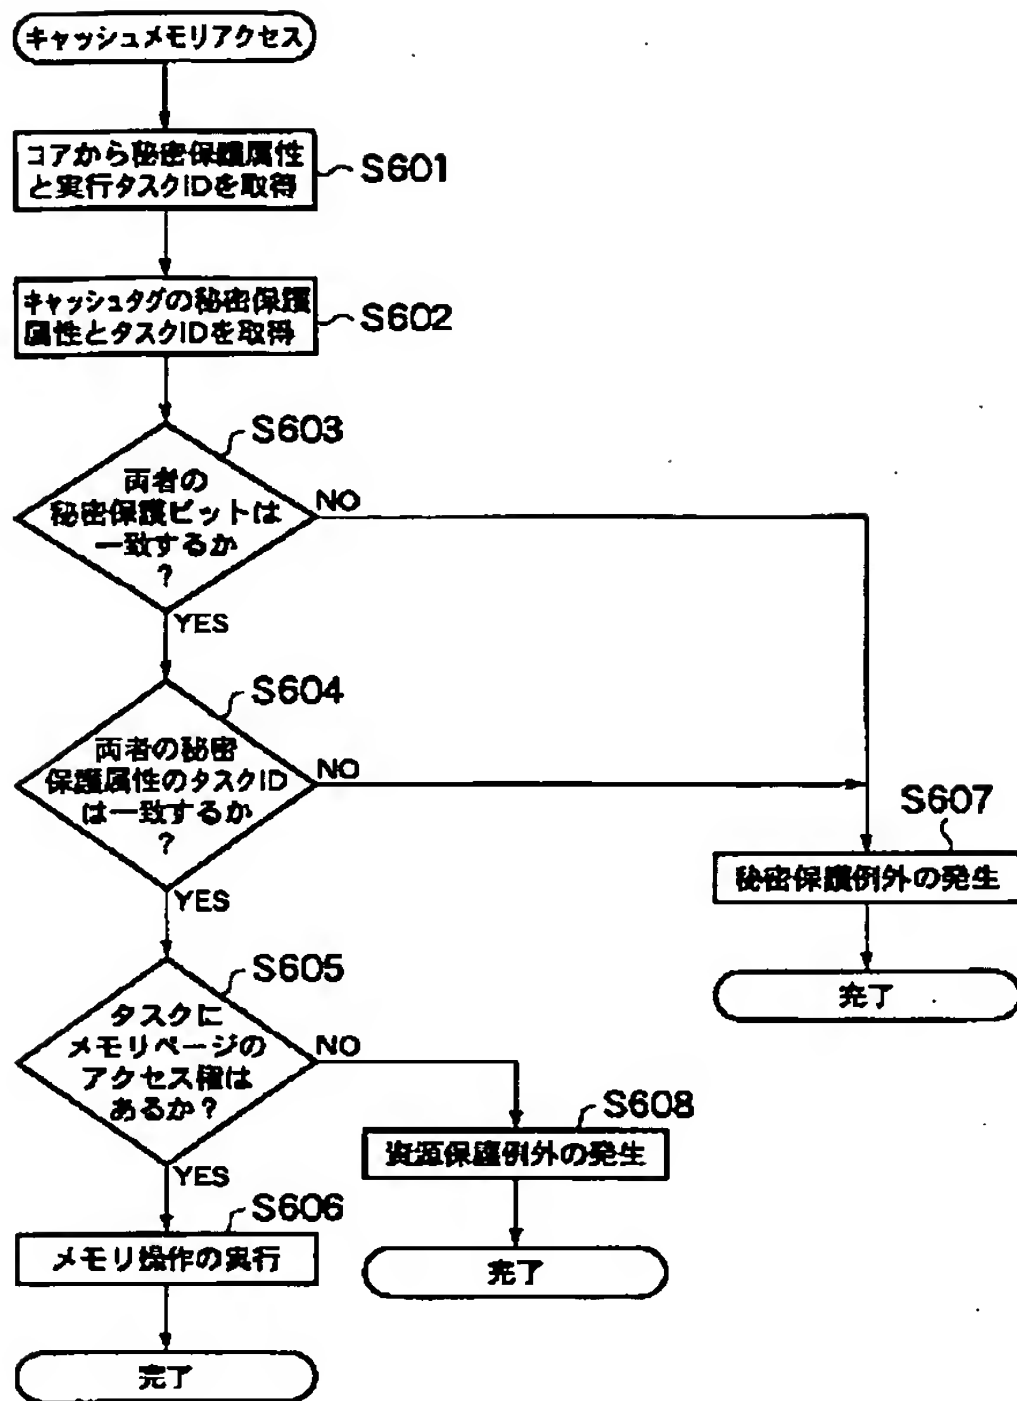 キャッシュメモリアクセス
コアから秘密保護属性
と実行タスクIDを取得
S601
キャッシュタグの秘密保護
属性とタスクIDを取得
S602
S603
両者の
秘密保護ビットは
一致するか
?
NO
YES
S604
両者の秘密
保護属性のタスクID
は一致するか
?
NO
YES
S607
秘密保護例外の発生
完了
S605
タスクに
メモリページの
アクセス権は
あるか?
NO
YES
S608
資源保護例外の発生
完了
S606
メモリ操作の実行
完了